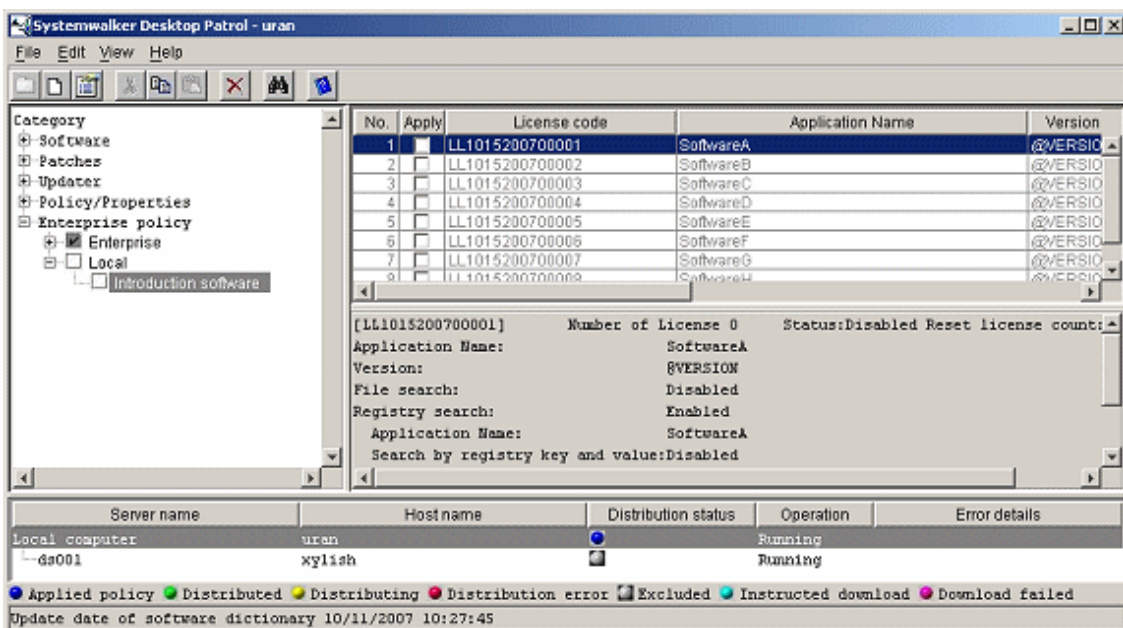 Systemwalker Desktop Patrol - uran
File Edit View Help
Category
Software
Patches
Updater
Policy/Properties
Enterprise policy
Enterprise
Local
Introduction software
No. Apply License code Application Name Version
1 LL1015200700001 SoftwareA @VERSIO
2 LL1015200700002 SoftwareB @VERSIO
3 LL1015200700003 SoftwareC @VERSIO
4 LL1015200700004 SoftwareD @VERSIO
5 LL1015200700005 SoftwareE @VERSIO
6 LL1015200700006 SoftwareF @VERSIO
7 LL1015200700007 SoftwareG @VERSIO
8 LL1015200700008 SoftwareH @VERSIO
[LL1015200700001] Number of License 0 Status:Disabled Reset license count:
Application Name: SoftwareA
Version: @VERSION
File search: Disabled
Registry search: Enabled
Application Name: SoftwareA
Search by registry key and value:Disabled
Server name Host name Distribution status Operation Error details
Local computer uran Running
ds001 xylish Running
Applied policy Distributed Distributing Distribution error Excluded Instructed download Download failed
Update date of software dictionary 10/11/2007 10:27:45